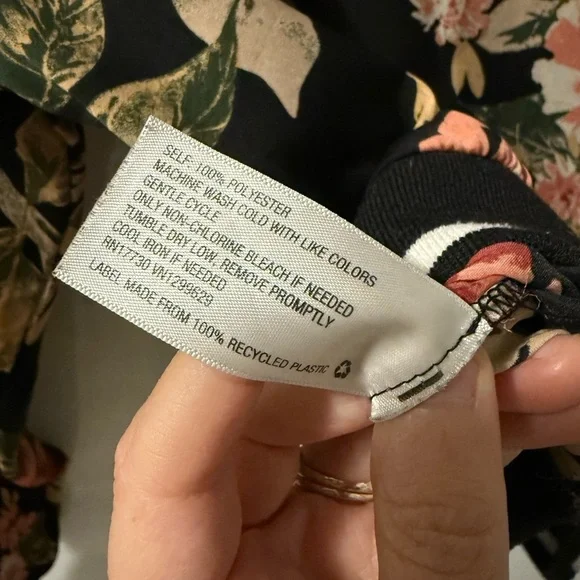 SELF: 100% POLYESTER
MACHINE WASH COLD WITH LIKE COLORS
GENTLE CYCLE
ONLY NON-CHLORINE BLEACH IF NEEDED
TUMBLE DRY LOW. REMOVE PROMPTLY
COOL IRON IF NEEDED
RN17730 VN1298629
LABEL MADE FROM 100% RECYCLED PLASTIC